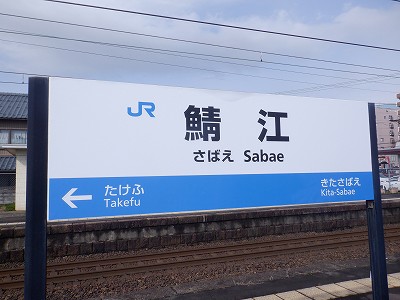 JR
鯖江
さばえ Sabae
← たけふ
Takefu
きたさばえ
Kita-Sabae